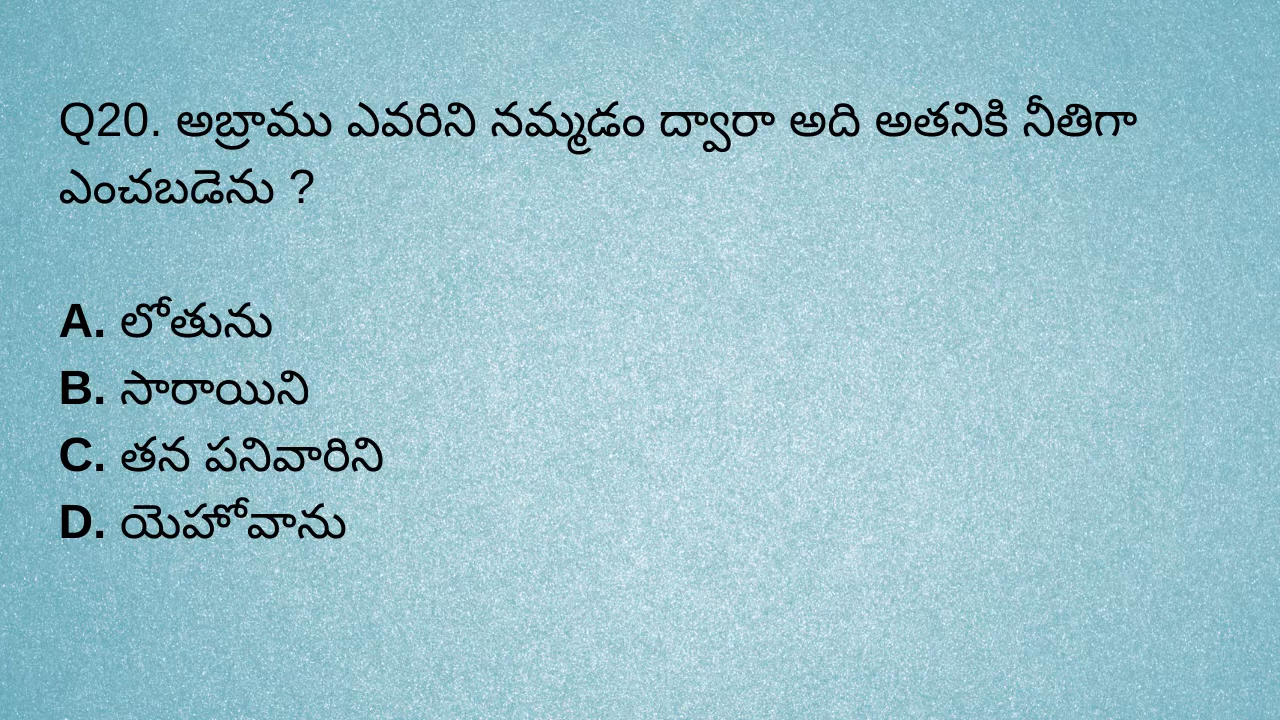 Q20. అబ్రాము ఎవరిని నమ్మడం ద్వారా అది అతనికి నీతిగా
ఎంచబడెను ?
A. లోతును
B. సారాయిని
C. తన పనివారిని
D. యెహోవాను